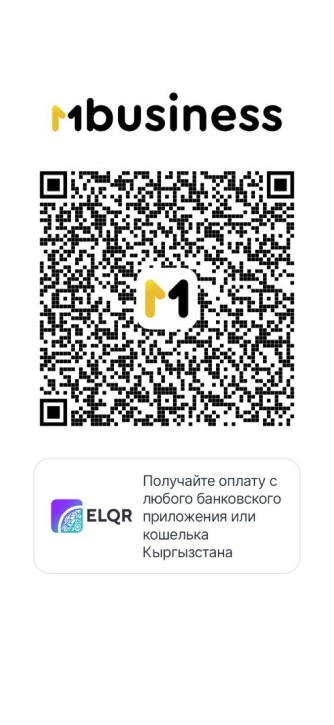 Mbusiness
ELQR
Получайте оплату с
любого банковского
приложения или
кошелька
Кыргызстана